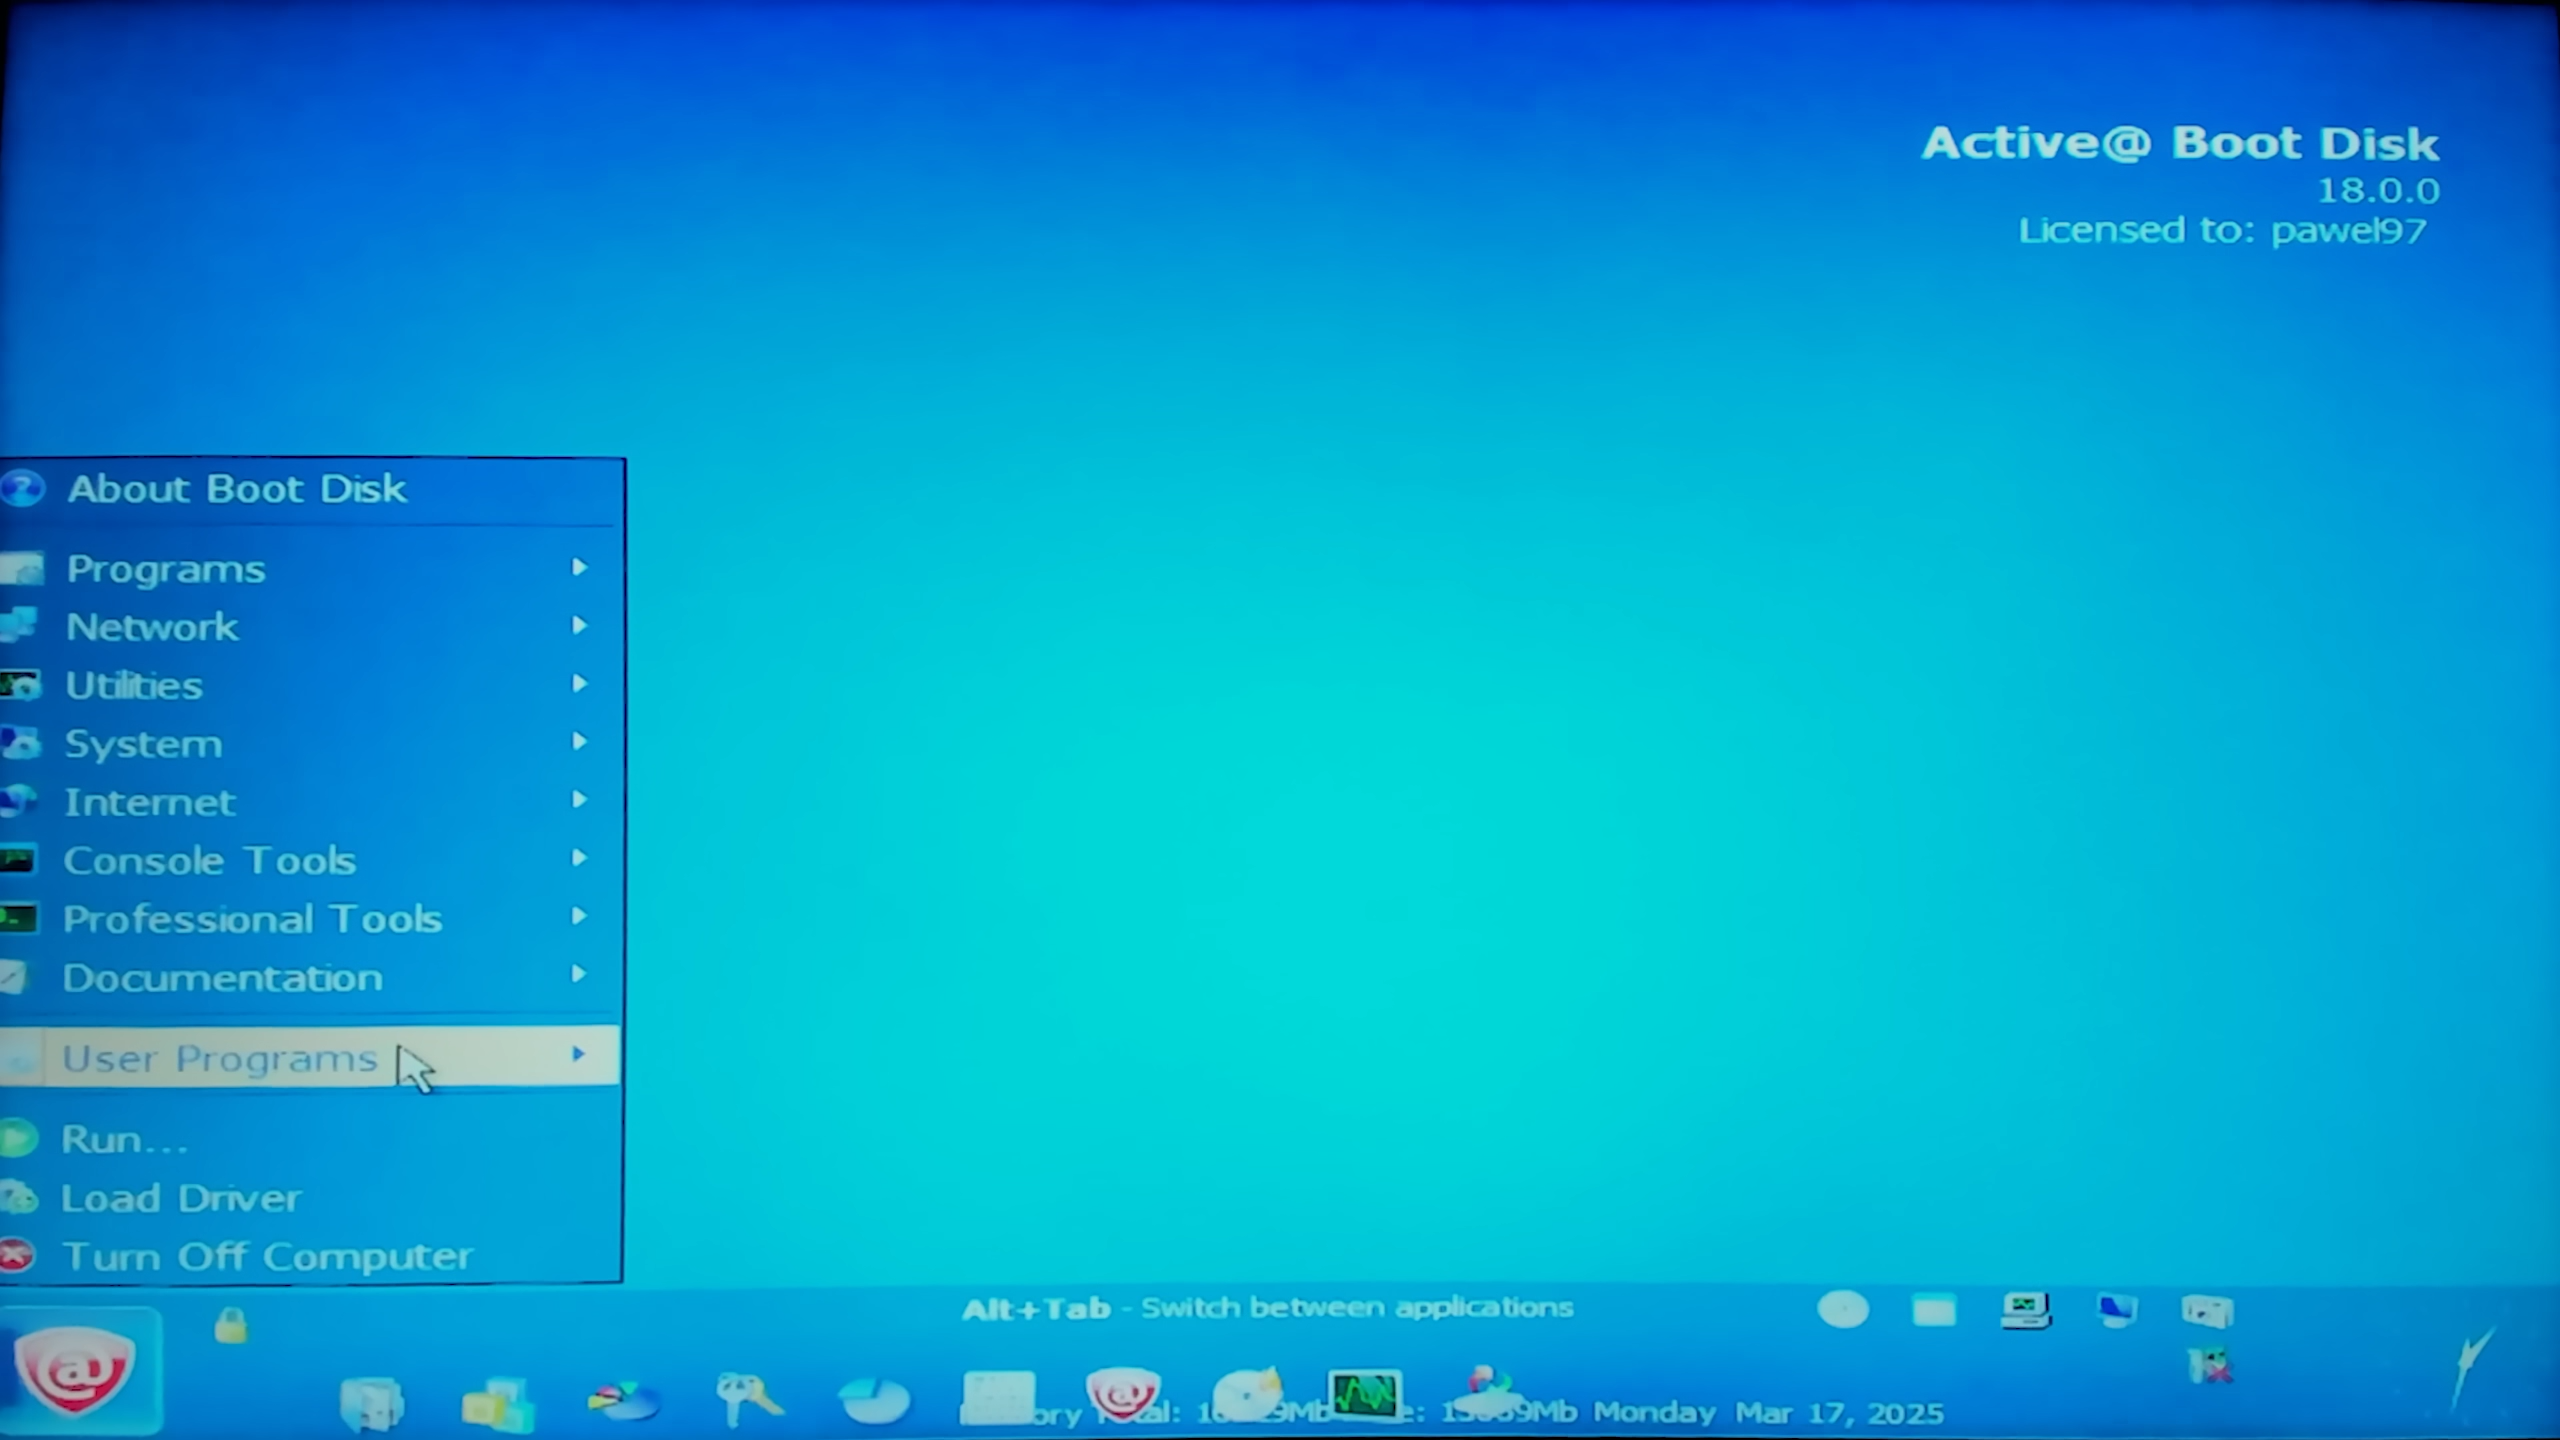 Active@ Boot Disk
18.0.0
Licensed to: pawel97
About Boot Disk
Programs
Network
Utilities
System
Internet
Console Tools
Professional Tools
Documentation
User Programs
Run...
Load Driver
Turn Off Computer
Alt+Tab - Switch between applications
Monday Mar 17, 2025